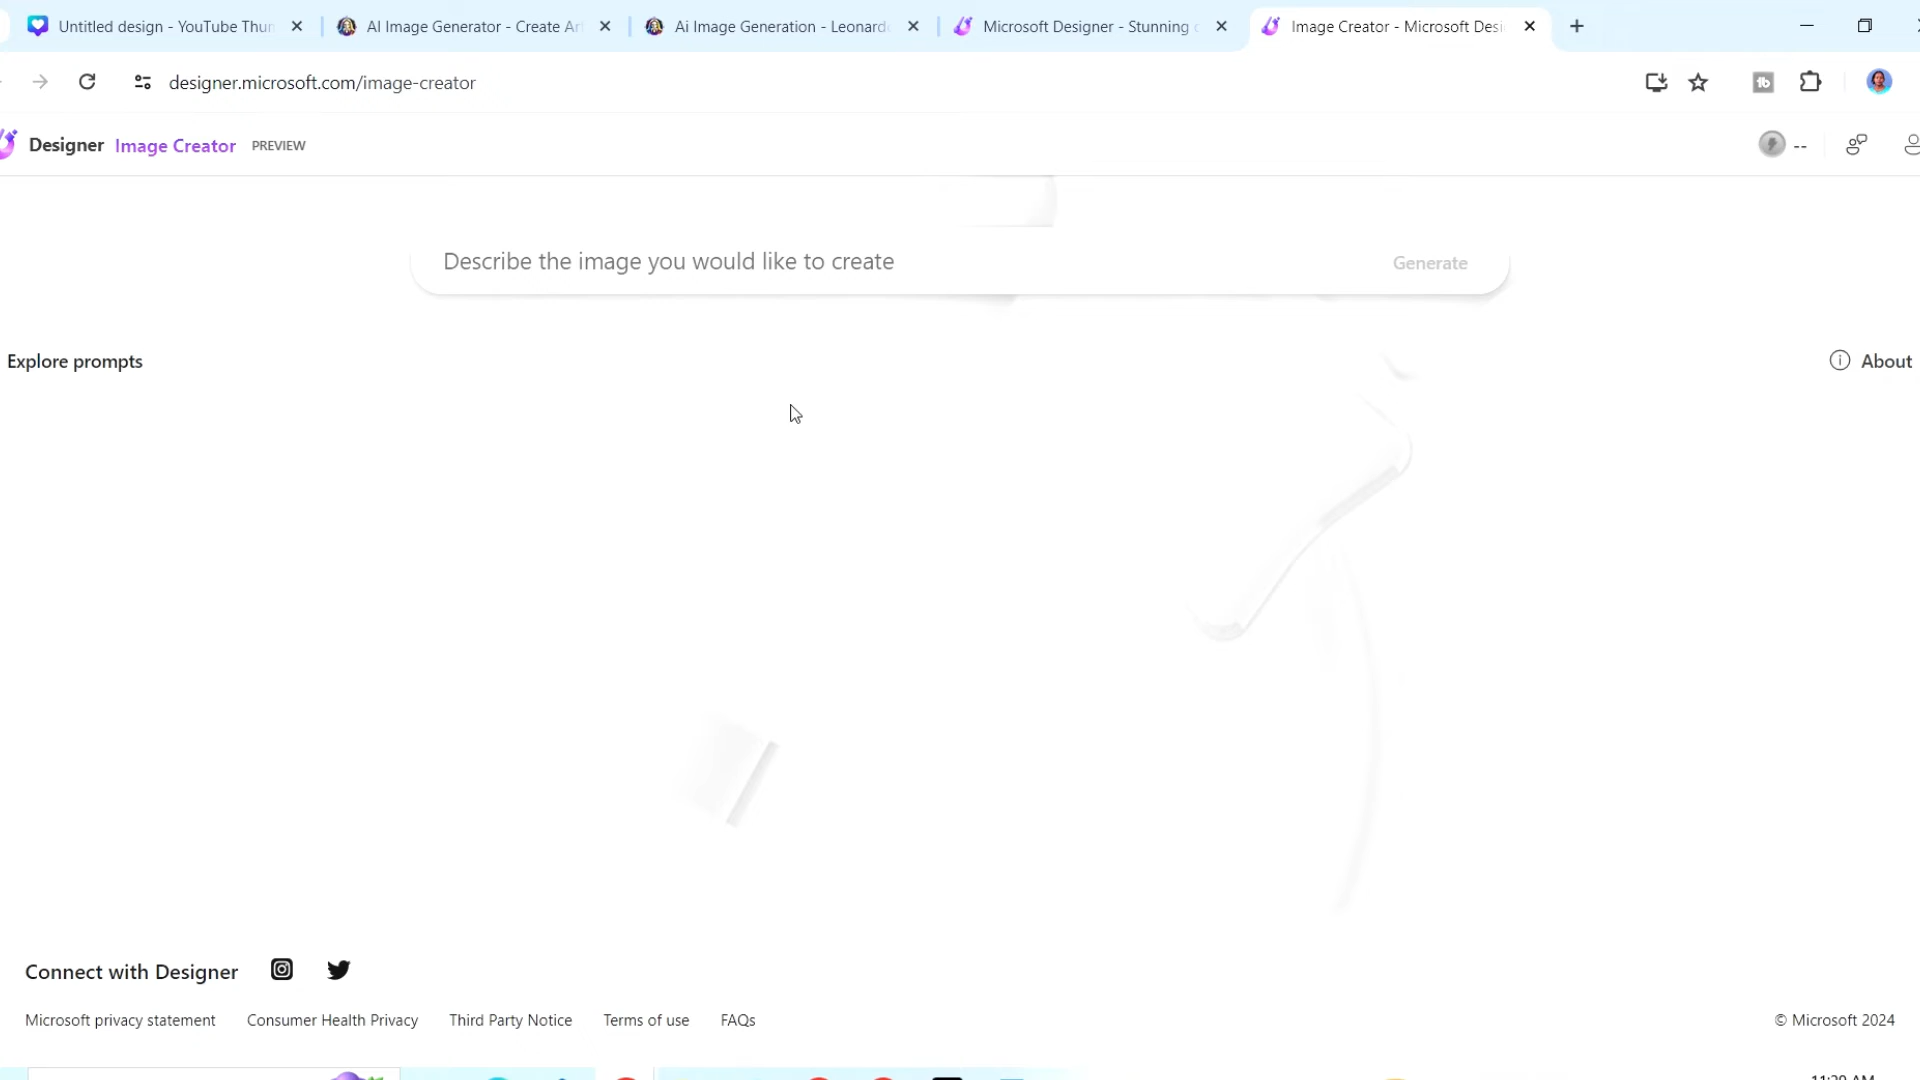 Untitled design - YouTube Thun
AI Image Generator - Create Ar
Ai Image Generation - Leonardo
Microsoft Designer - Stunning
Image Creator - Microsoft Desi
designer.microsoft.com/image-creator
Designer Image Creator PREVIEW
--
Describe the image you would like to create
Generate
Explore prompts
About
Connect with Designer
Microsoft privacy statement
Consumer Health Privacy
Third Party Notice
Terms of use
FAQs
© Microsoft 2024